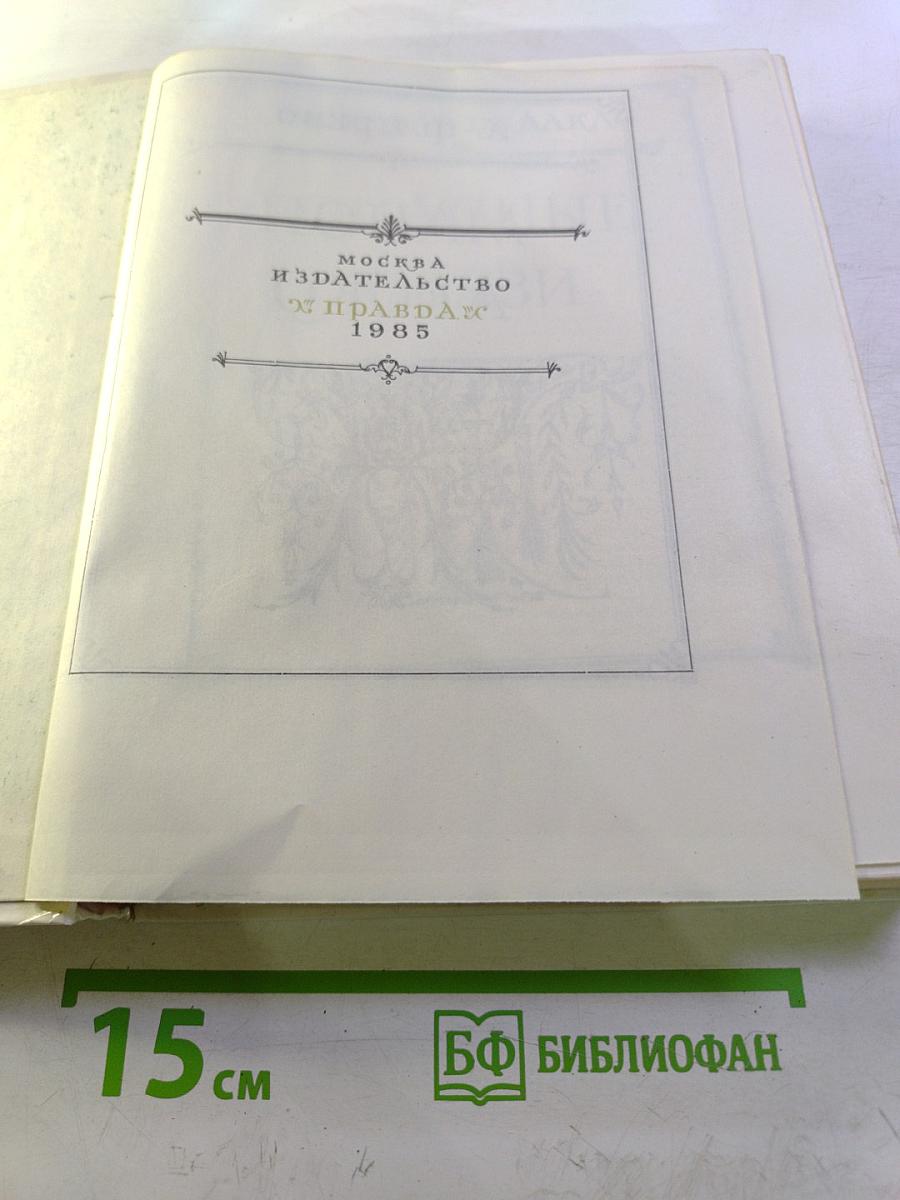 МОСКВА
ИЗДАТЕЛЬСТВО
ПРАВДА
1985
15 см
БФ БИБЛИОФАН